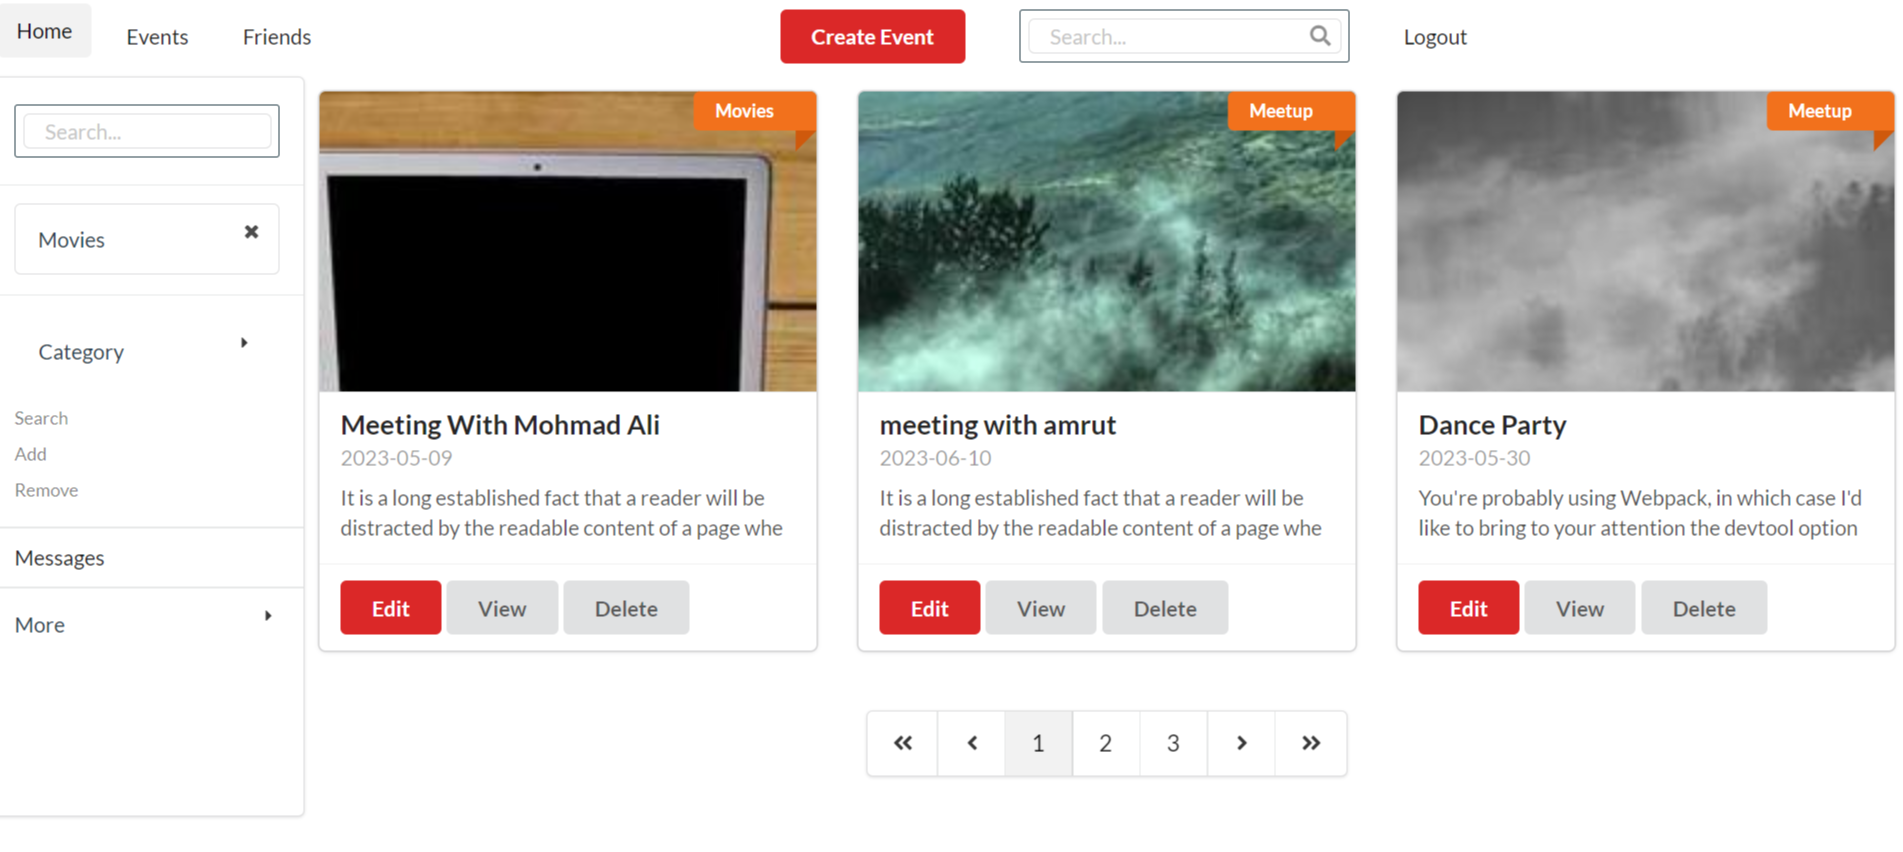 Home
Events
Friends
Create Event
Search...
Logout
Search...
Movies
Category
Search
Add
Remove
Messages
More
Movies
Meeting With Mohmad Ali
2023-05-09
It is a long established fact that a reader will be
distracted by the readable content of a page whe
Edit
View
Delete
Meetup
meeting with amrut
2023-06-10
It is a long established fact that a reader will be
distracted by the readable content of a page whe
Edit
View
Delete
Meetup
Dance Party
2023-05-30
You're probably using Webpack, in which case I'd
like to bring to your attention the devtool option
Edit
View
Delete
1
2
3